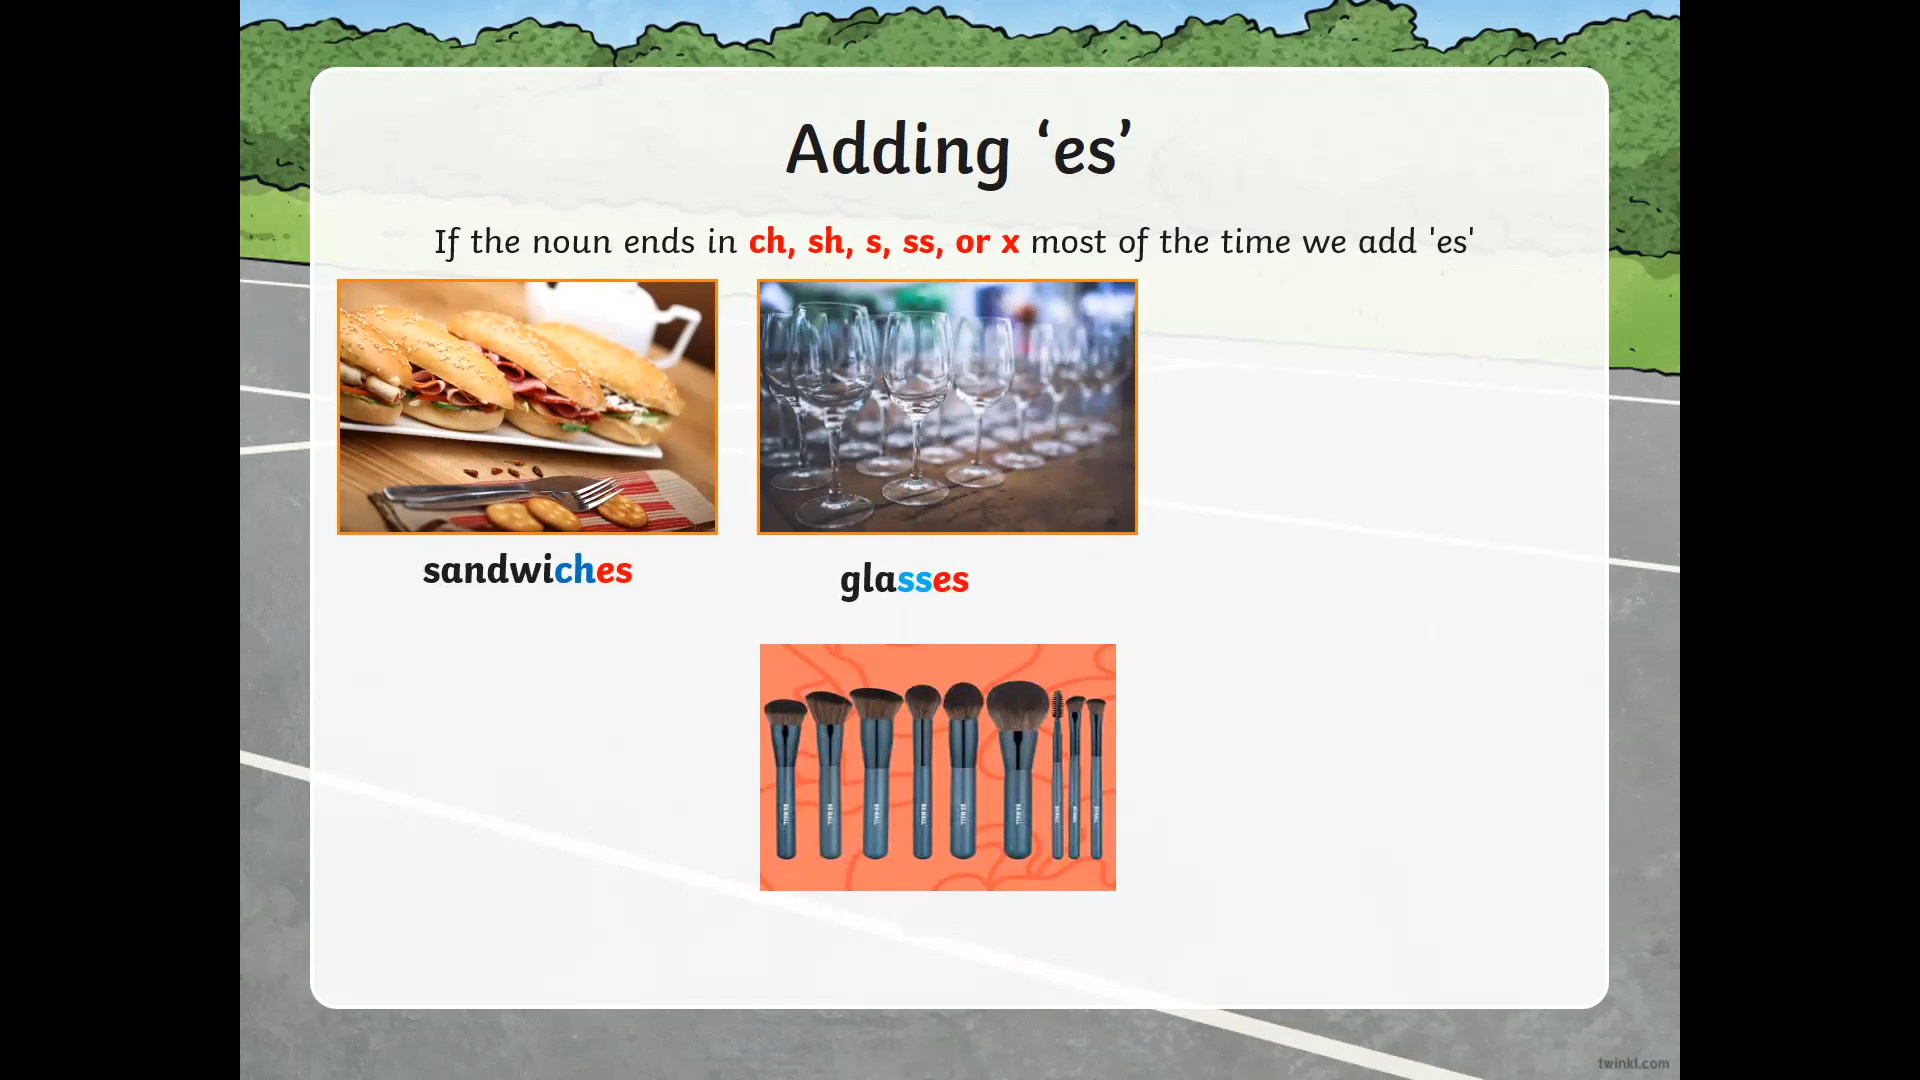 Adding ‘es’
If the noun ends in ch, sh, s, ss, or x most of the time we add 'es'
sandwiches
glasses
twinkl.com